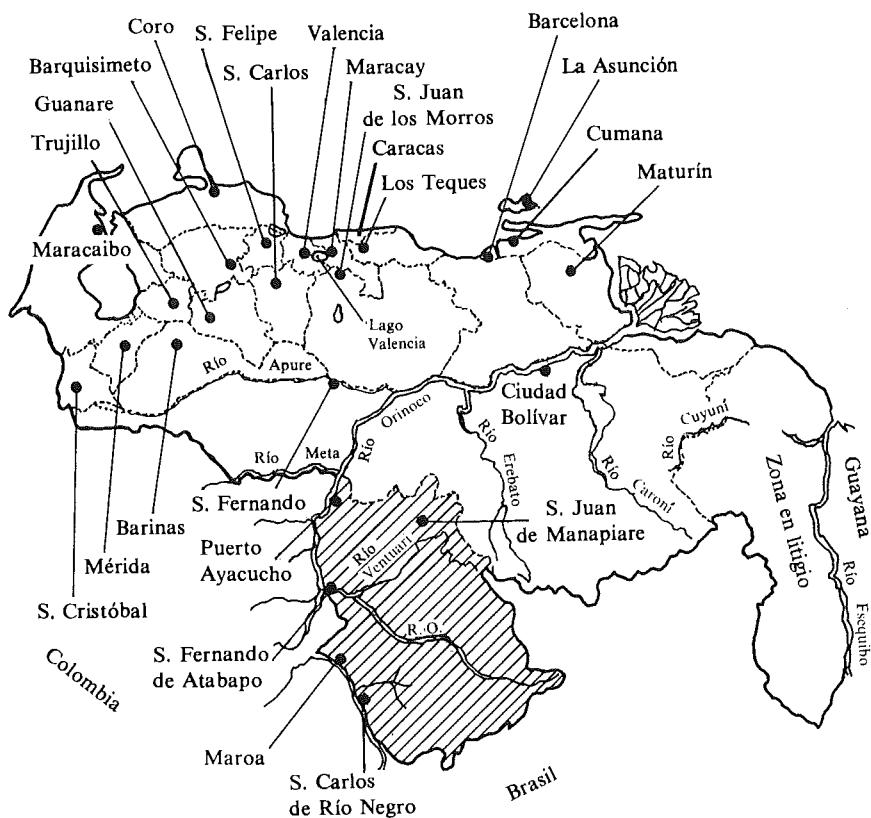 Coro
S. Felipe
Valencia
Barcelona
Barquisimeto
S. Carlos
Maracay
La Asunción
Guanare
S. Juan
de los Morros
Trujillo
Caracas
Cumana
Los Teques
Maturín
Maracaibo
Lago
Valencia
Río
Apure
Ciudad
Bolívar
Orinoco
Río
Río
Cuyuní
Río
Erebato
Río
Meta
Río
Caroní
Zona en litigio
Guayana
Río
Esequibo
S. Fernando
S. Juan
de Manapiare
Barinas
Puerto
Ayacucho
Río
Ventuari
Mérida
S. Cristóbal
R. O.
Colombia
S. Fernando
de Atabapo
Maroa
S. Carlos
de Río Negro
Brasil